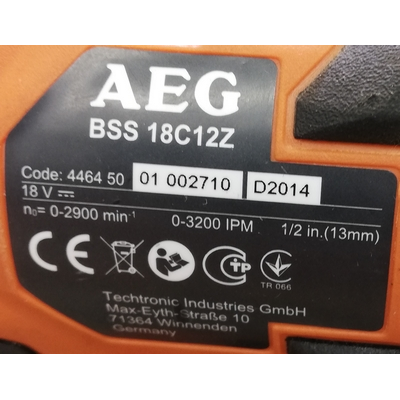 AEG
BSS 18C12Z
Code: 4464 50 01 002710 D2014
18 V
n₀= 0-2900 min⁻¹ 0-3200 IPM 1/2 in.(13mm)
CE TR 066
Techtronic Industries GmbH
Max-Eyth-Straße 10
71364 Winnenden
Germany